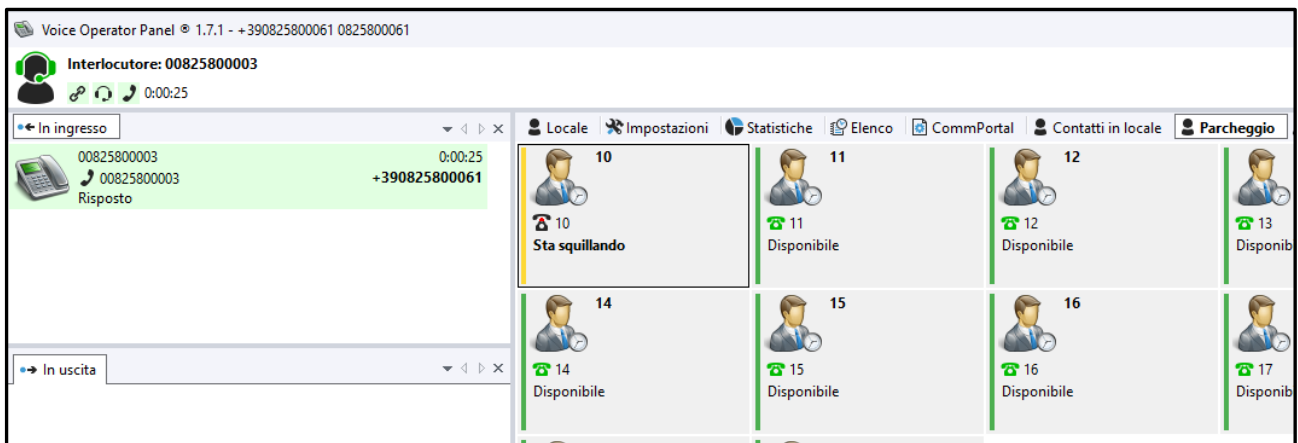 Voice Operator Panel ® 1.7.1 - +390825800061 0825800061
Interlocutore: 00825800003
0:00:25
In ingresso
00825800003 0:00:25
00825800003 +390825800061
Risposto
In uscita
Locale Impostazioni Statistiche Elenco CommPortal Contatti in locale Parcheggio
10 11 12
10 11 12 13
Sta squillando Disponibile Disponibile Disponib
14 15 16
14 15 16 17
Disponibile Disponibile Disponibile Disponib